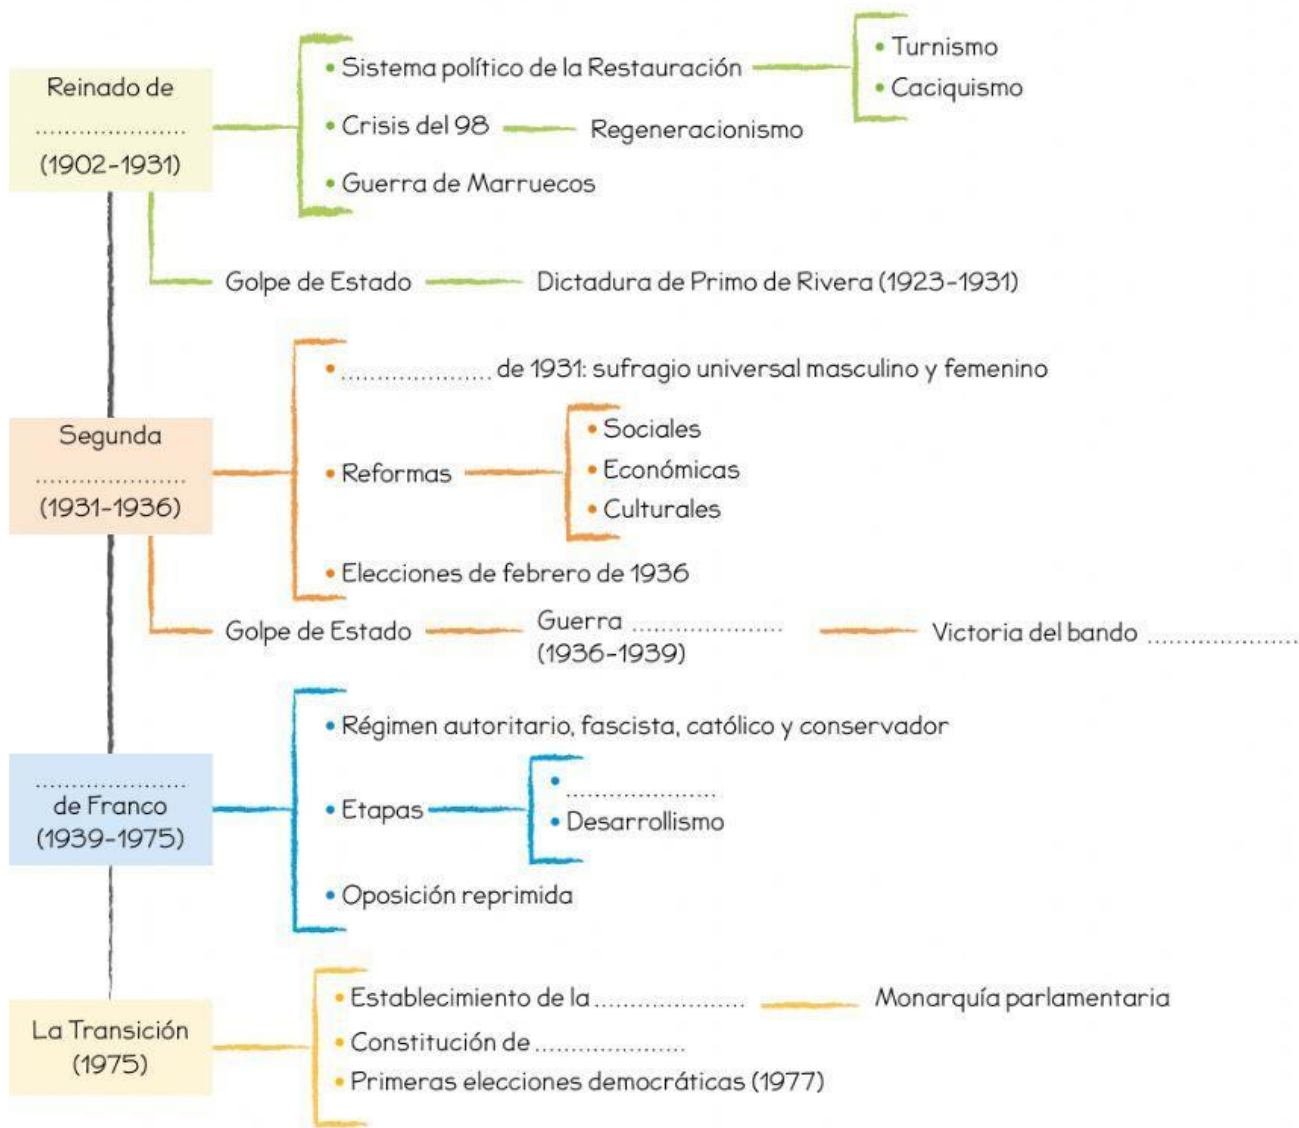 Reinado de
.....................
(1902-1931)
• Sistema político de la Restauración
• Turnismo
• Caciquismo
• Crisis del 98
Regeneracionismo
• Guerra de Marruecos
Golpe de Estado
Dictadura de Primo de Rivera (1923-1931)
Segunda
.....................
(1931-1936)
• ..................... de 1931: sufragio universal masculino y femenino
• Reformas
• Sociales
• Económicas
• Culturales
• Elecciones de febrero de 1936
Golpe de Estado
Guerra .....................
(1936-1939)
Victoria del bando .....................
.....................
de Franco
(1939-1975)
• Régimen autoritario, fascista, católico y conservador
• Etapas
• .....................
• Desarrollismo
• Oposición reprimida
La Transición
(1975)
• Establecimiento de la .....................
Monarquía parlamentaria
• Constitución de .....................
• Primeras elecciones democráticas (1977)